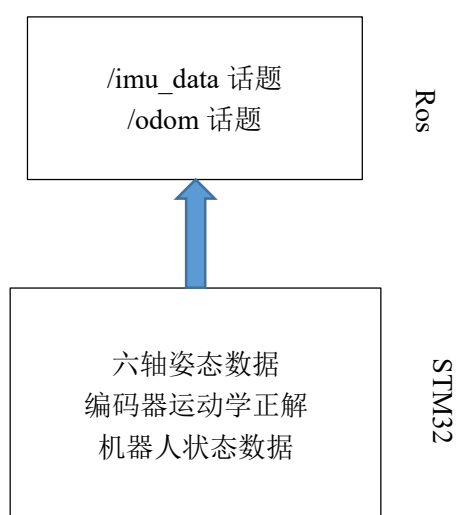 /imu_data 话题
/odom 话题
Ros
六轴姿态数据
编码器运动学正解
机器人状态数据
STM32